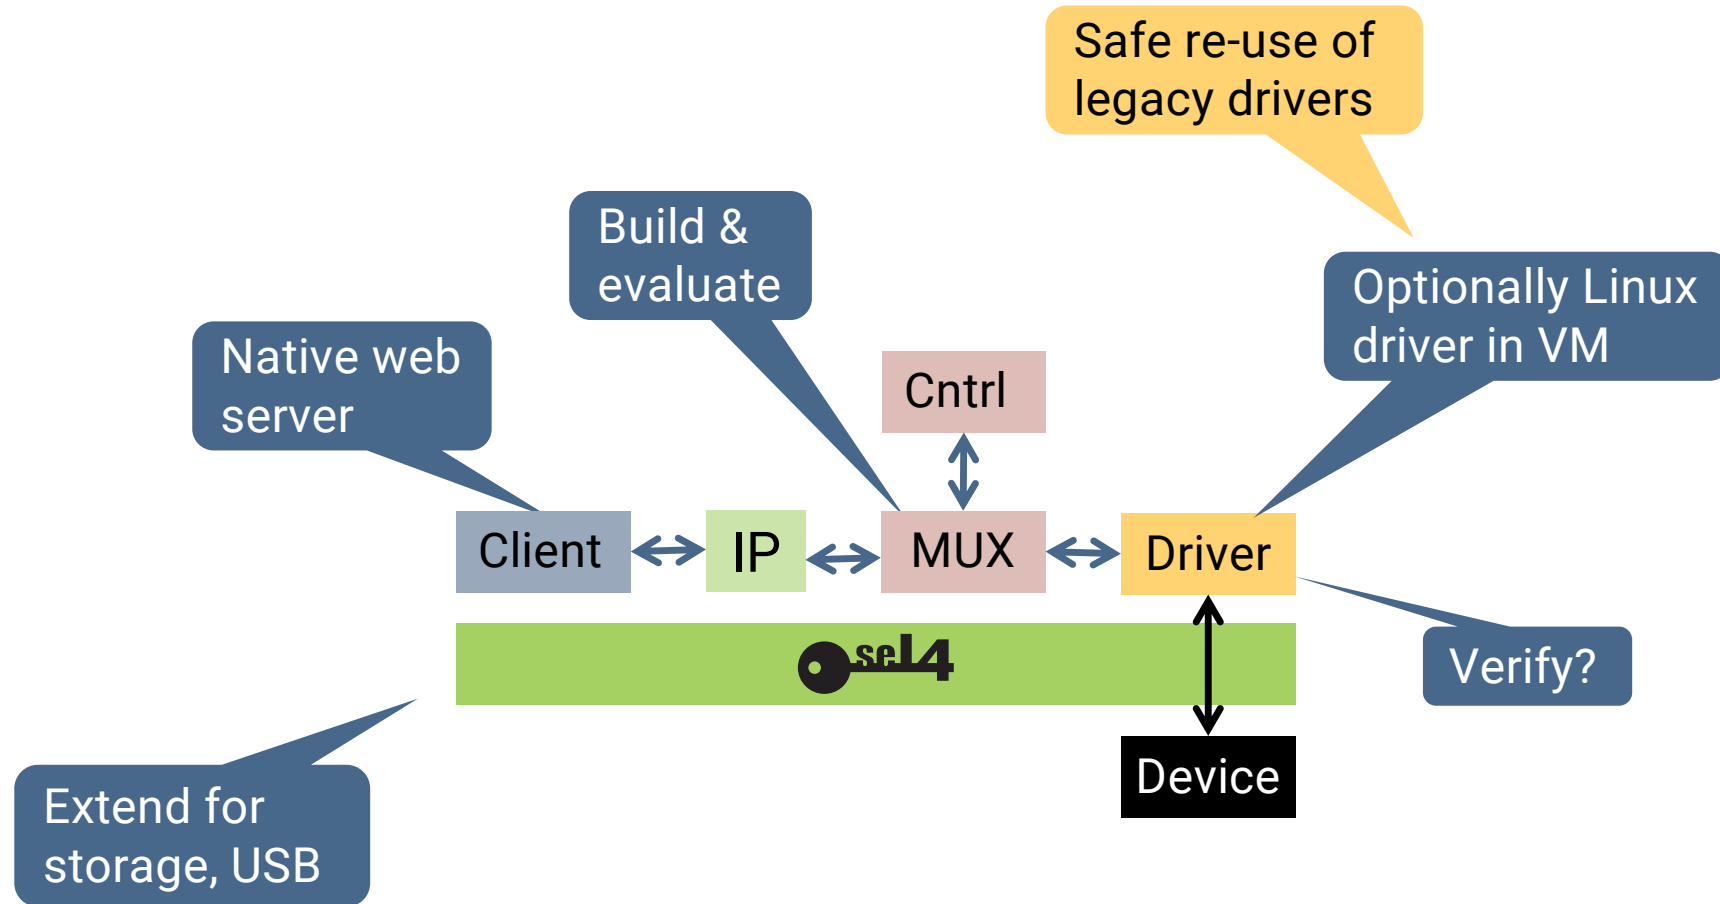 Safe re-use of
legacy drivers
Build &
evaluate
Optionally Linux
driver in VM
Native web
server
Cntrl
Client
IP
MUX
Driver
seL4
Verify?
Device
Extend for
storage, USB